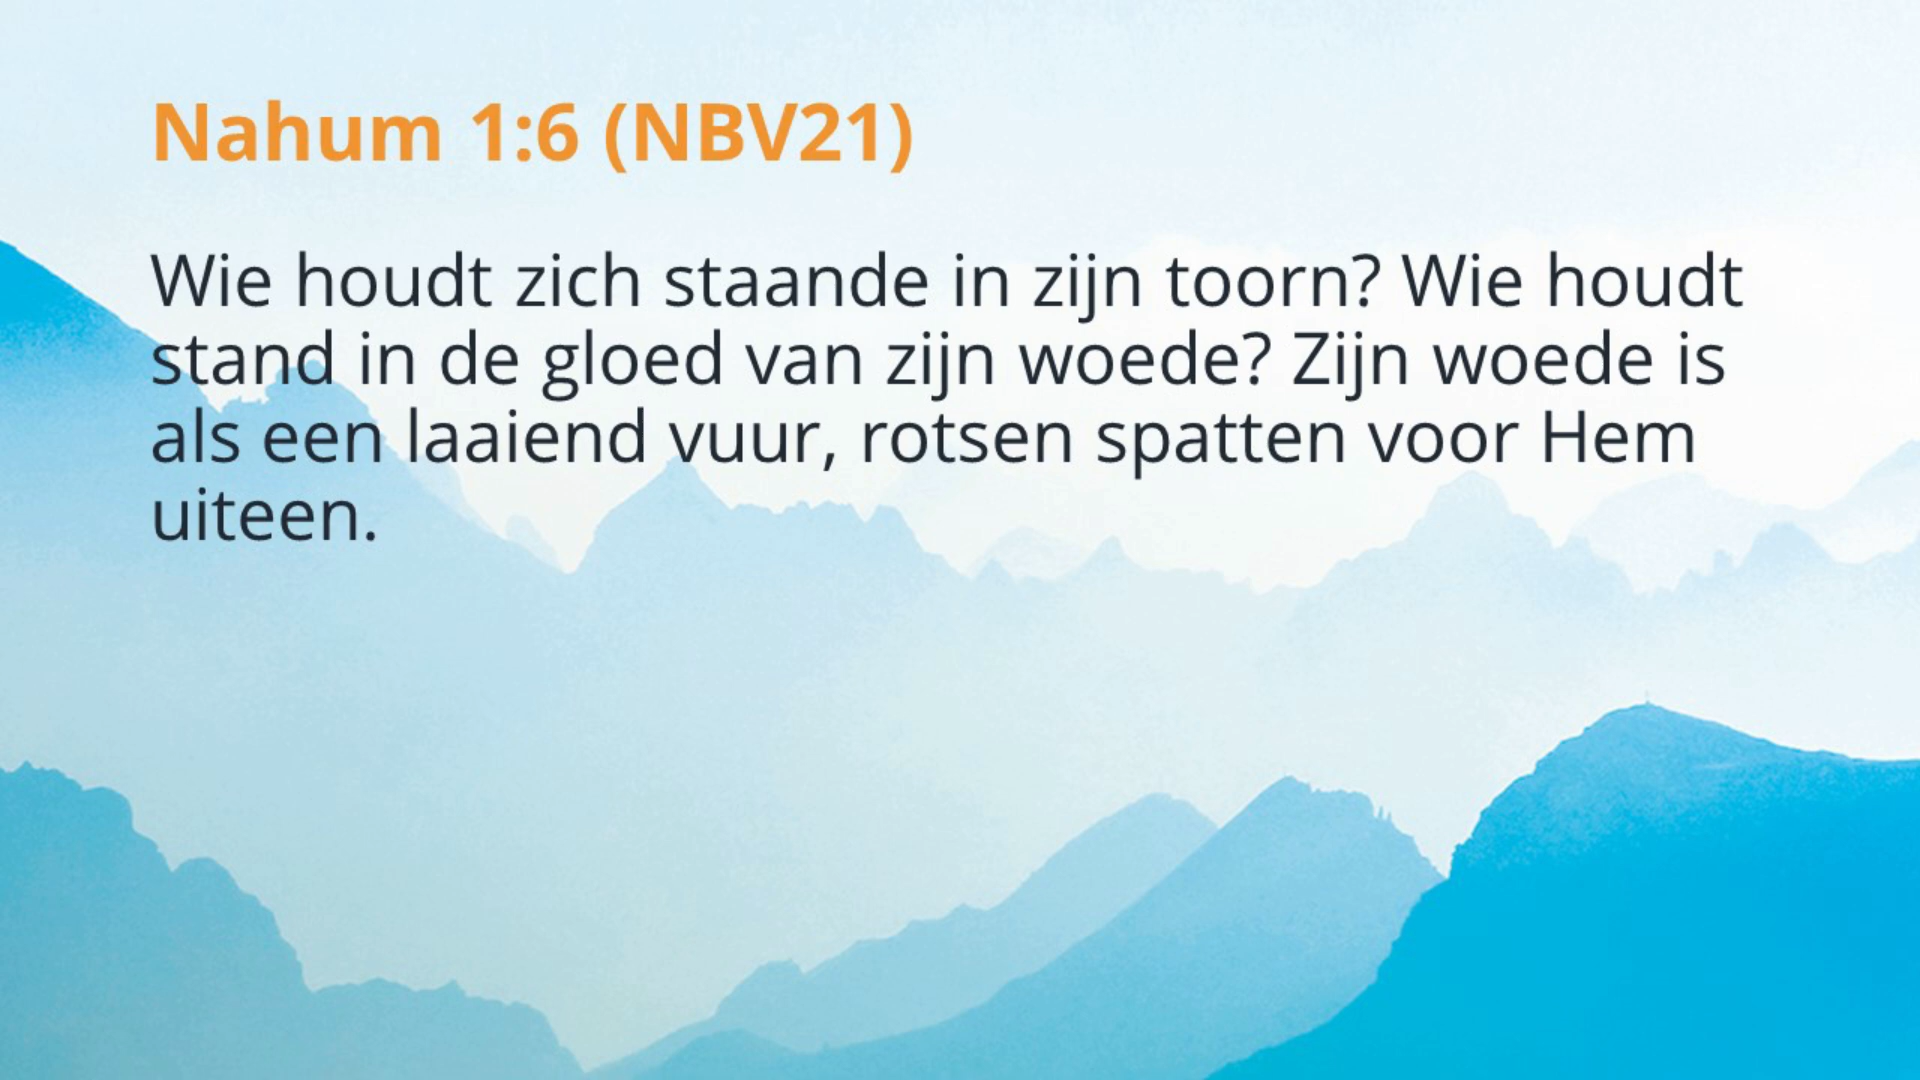 Nahum 1:6 (NBV21)
Wie houdt zich staande in zijn toorn? Wie houdt
stand in de gloed van zijn woede? Zijn woede is
als een laaiend vuur, rotsen spatten voor Hem
uiteen.